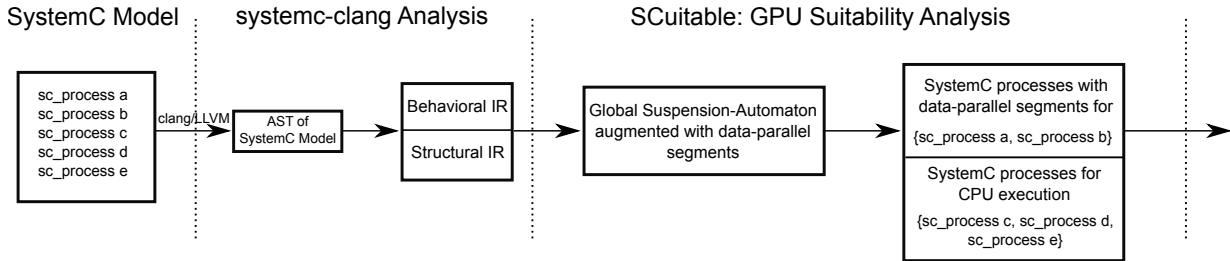 SystemC Model
systemc-clang Analysis
SCuitable: GPU Suitability Analysis
sc_process a
sc_process b
sc_process c
sc_process d
sc_process e
clang/LLVM
AST of
SystemC Model
Behavioral IR
Structural IR
Global Suspension-Automaton
augmented with data-parallel
segments
SystemC processes with
data-parallel segments for
{sc_process a, sc_process b}
SystemC processes for
CPU execution
{sc_process c, sc_process d,
sc_process e}